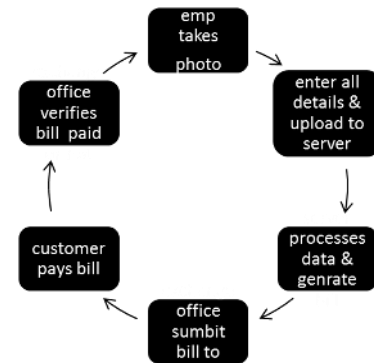 emp
takes
photo
enter all
details &
upload to
server
processes
data &
genrate
office
sumbit
bill to
customer
pays bill
office
verifies
bill paid